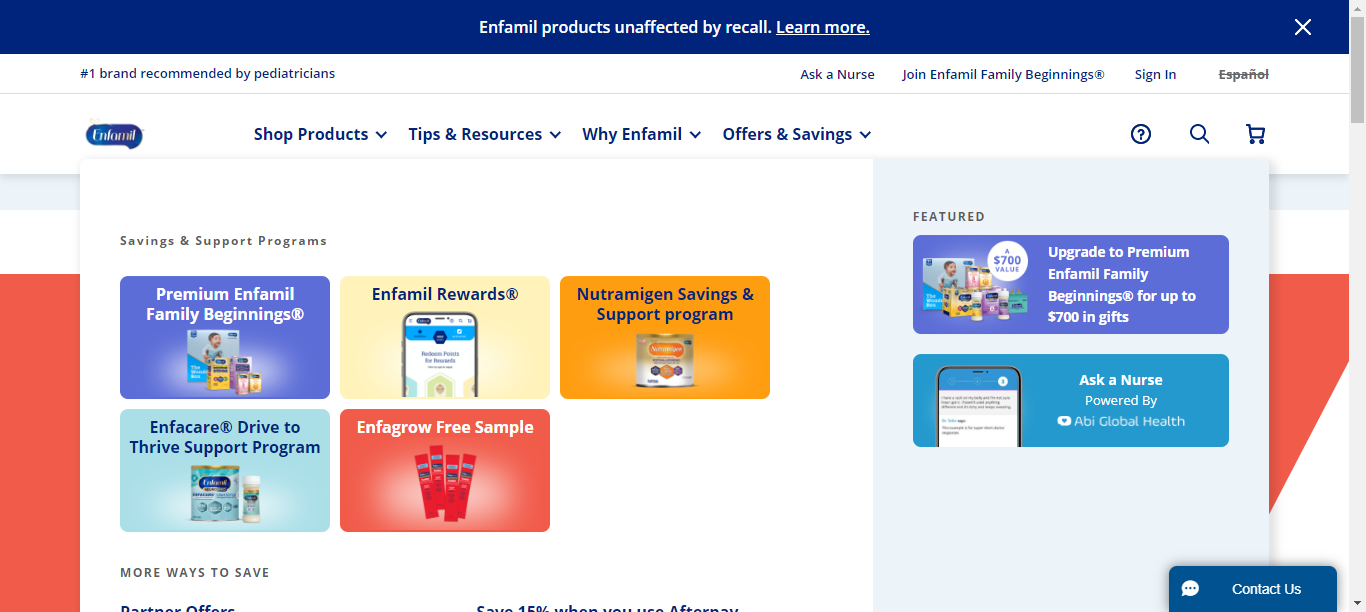 Enfamil products unaffected by recall. Learn more.
#1 brand recommended by pediatricians
Ask a Nurse
Join Enfamil Family Beginnings®
Sign In
Español
Enfamil
Shop Products
Tips & Resources
Why Enfamil
Offers & Savings
Savings & Support Programs
Premium Enfamil
Family Beginnings®
Enfamil Rewards®
Redeem Points
for Rewards
Nutramigen Savings &
Support program
Nutramigen
Enfacare® Drive to
Thrive Support Program
Enfamil
Enfagrow Free Sample
MORE WAYS TO SAVE
Partner Offers
Save 15% when you use Afterpay
FEATURED
A
$700
VALUE
Upgrade to Premium
Enfamil Family
Beginnings® for up to
$700 in gifts
Ask a Nurse
Powered By
Abi Global Health
Contact Us